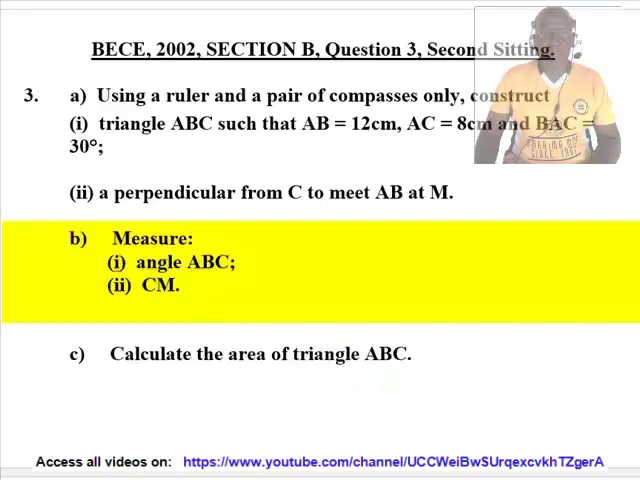 BECE, 2002, SECTION B, Question 3, Second Sitting.
3. a) Using a ruler and a pair of compasses only, construct
(i) triangle ABC such that AB = 12cm, AC = 8cm and BAC =
30°;
(ii) a perpendicular from C to meet AB at M.
b) Measure:
(i) angle ABC;
(ii) CM.
c) Calculate the area of triangle ABC.
Access all videos on: https://www.youtube.com/channel/UCCWeiBwSUrqexcvkhTZgerA